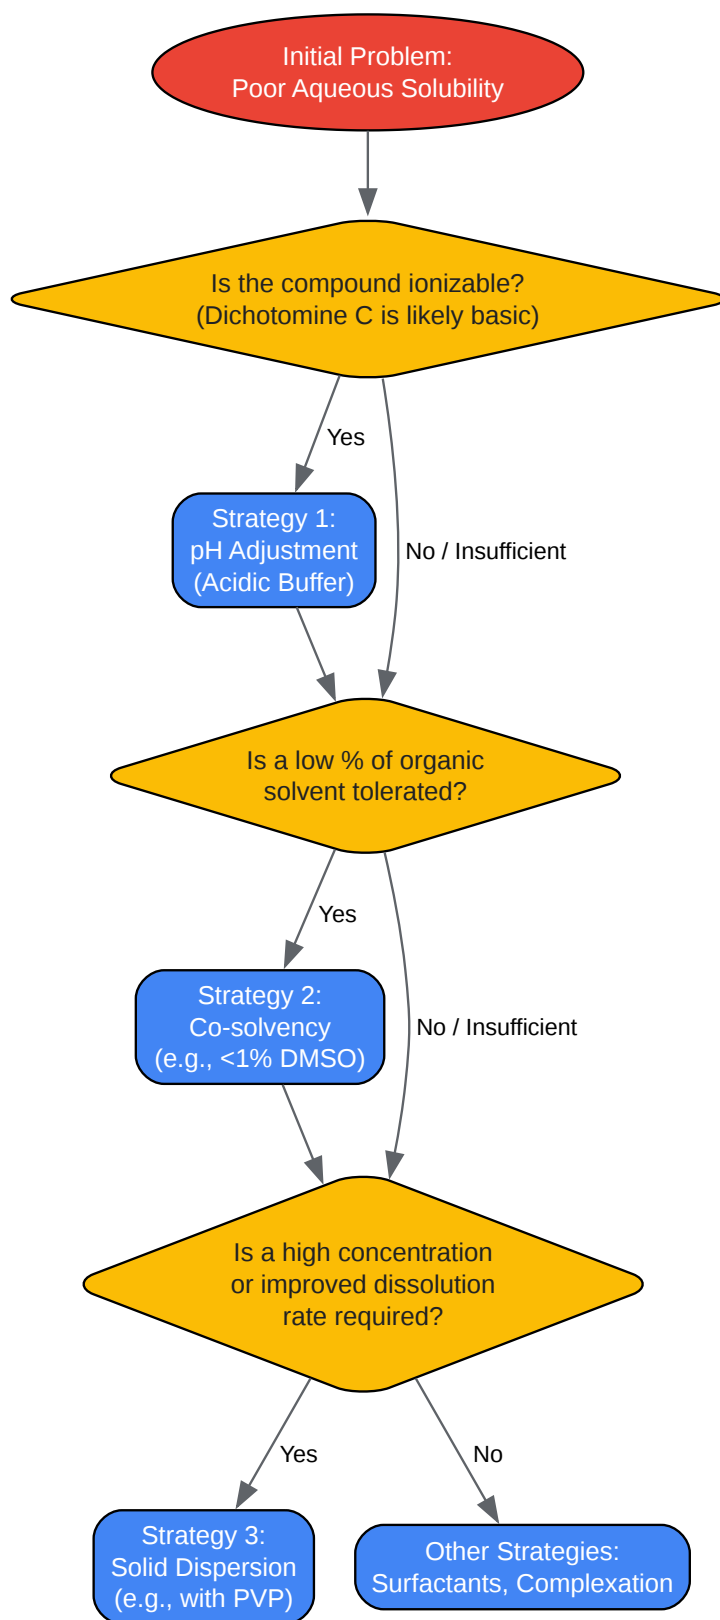 Initial Problem:
Poor Aqueous Solubility
Is the compound ionizable?
(Dichotomine C is likely basic)
Yes
Strategy 1:
pH Adjustment
(Acidic Buffer)
No / Insufficient
Is a low % of organic
solvent tolerated?
Yes
Strategy 2:
Co-solvency
(e.g., <1% DMSO)
No / Insufficient
Is a high concentration
or improved dissolution
rate required?
Yes
No
Strategy 3:
Solid Dispersion
(e.g., with PVP)
Other Strategies:
Surfactants, Complexation